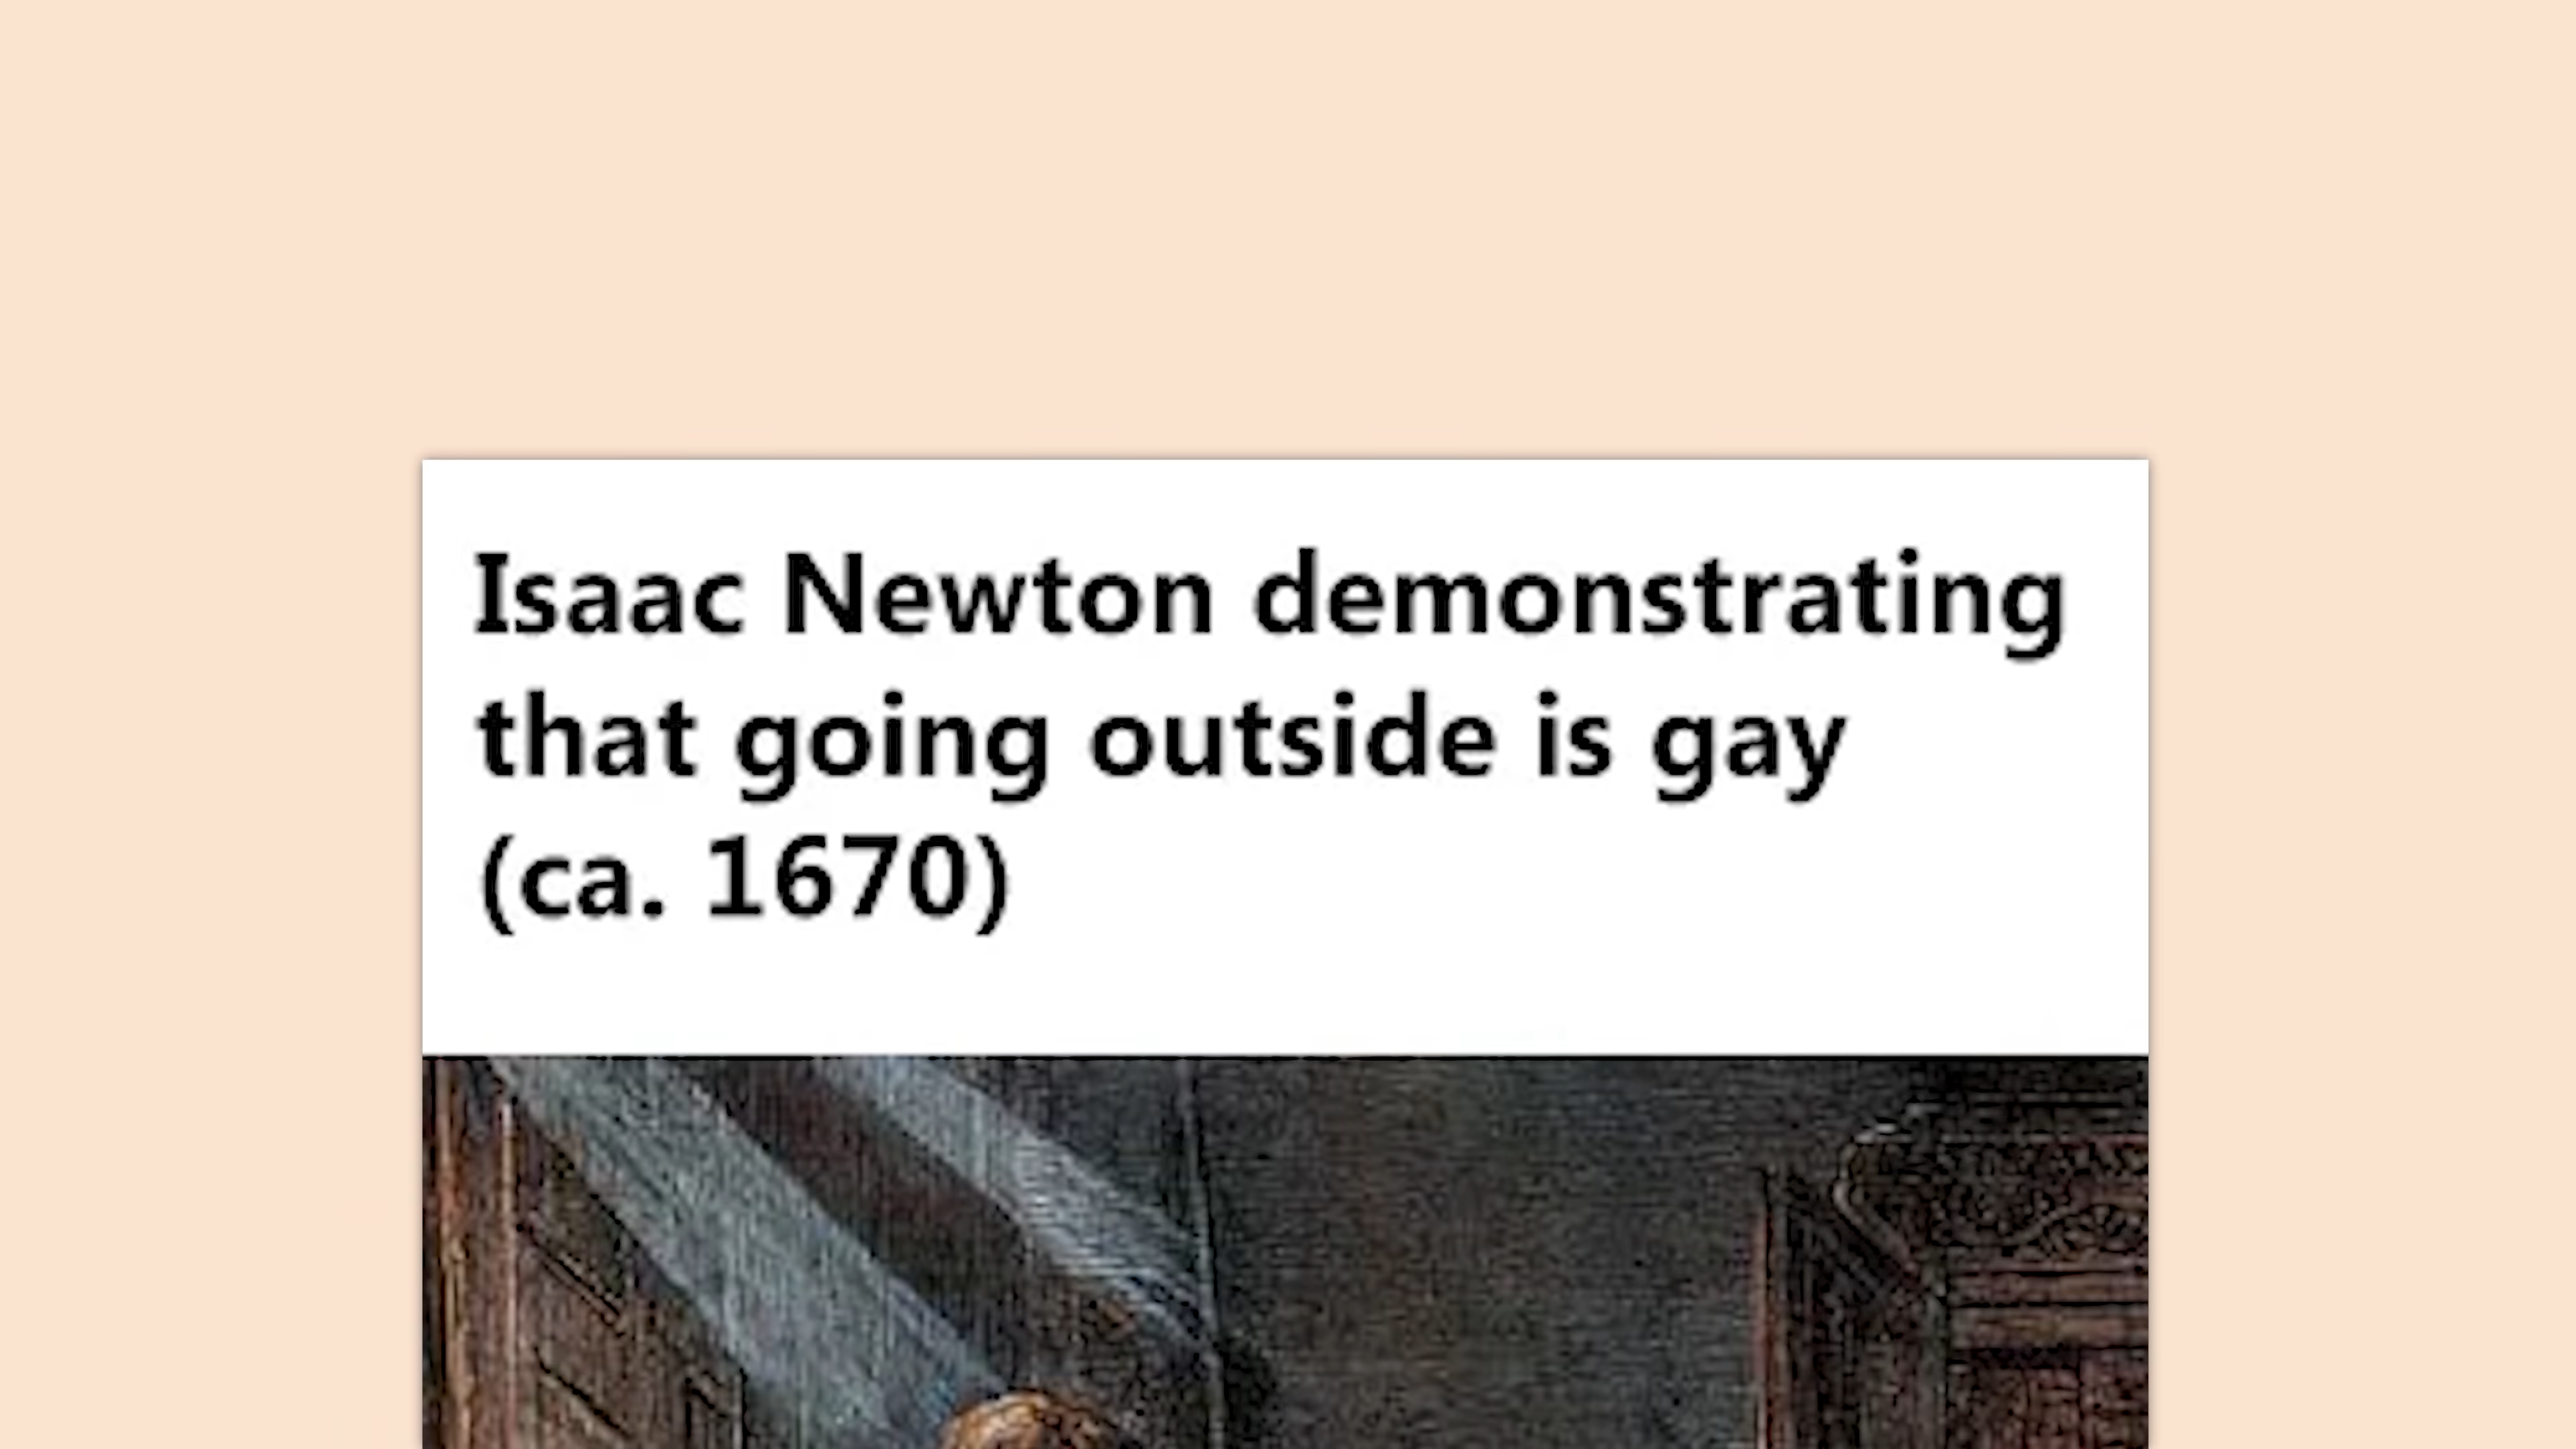 Isaac Newton demonstrating
that going outside is gay
(ca. 1670)